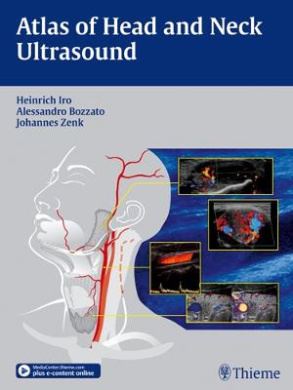 Atlas of Head and Neck
Ultrasound
Heinrich Iro
Alessandro Bozzato
Johannes Zenk
MediaCenter.thieme.com
plus e-content online
Thieme